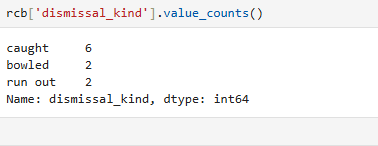 rcb['dismissal_kind'].value_counts()
caught     6
bowled     2
run out    2
Name: dismissal_kind, dtype: int64